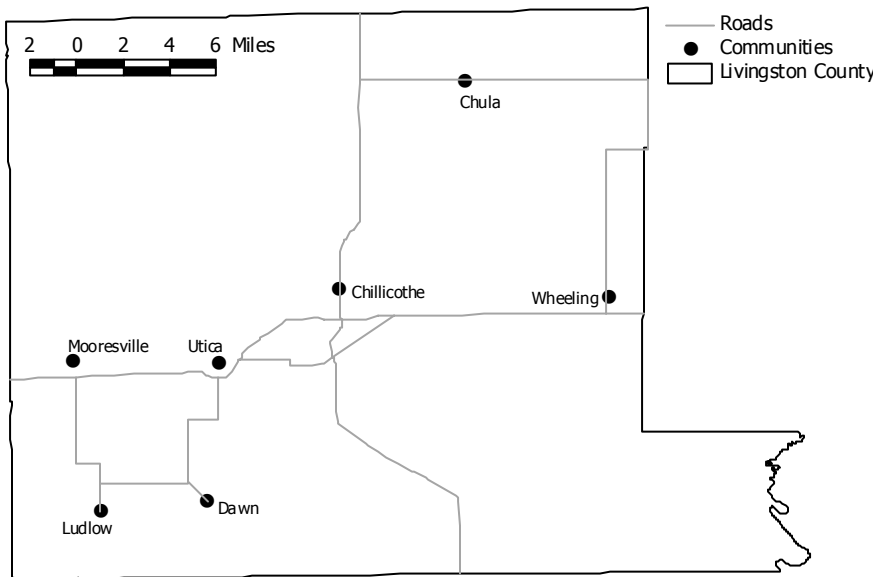 2 0 2 4 6 Miles
Roads
Communities
Livingston County
Chula
Chillicothe
Wheeling
Mooresville
Utica
Dawn
Ludlow